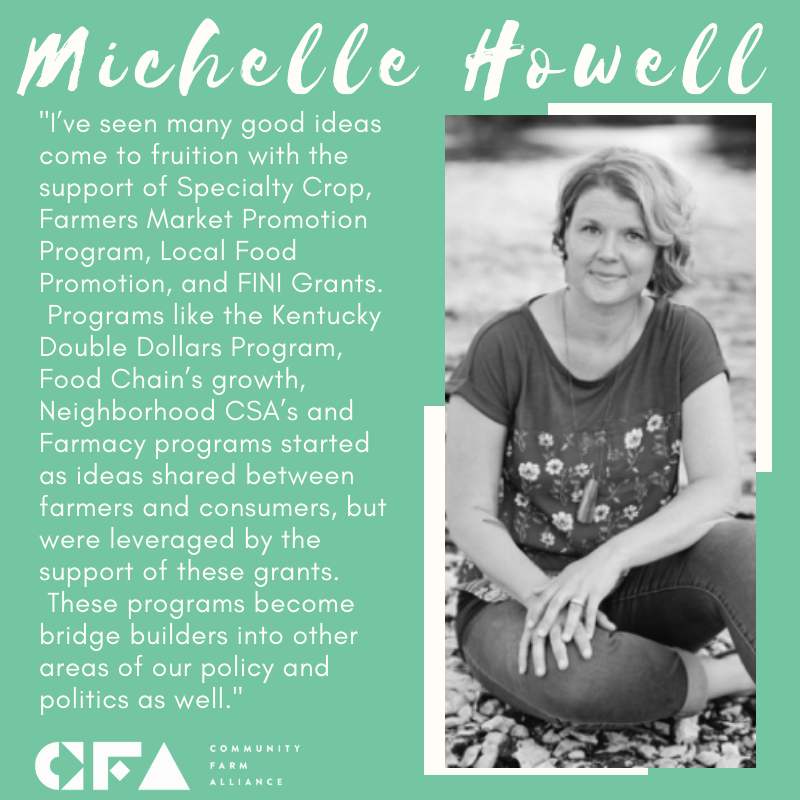 Michelle Howell
"I’ve seen many good ideas
come to fruition with the
support of Specialty Crop,
Farmers Market Promotion
Program, Local Food
Promotion, and FINI Grants.
Programs like the Kentucky
Double Dollars Program,
Food Chain’s growth,
Neighborhood CSA’s and
Farmacy programs started
as ideas shared between
farmers and consumers, but
were leveraged by the
support of these grants.
These programs become
bridge builders into other
areas of our policy and
politics as well."
CFA
COMMUNITY
FARM
ALLIANCE